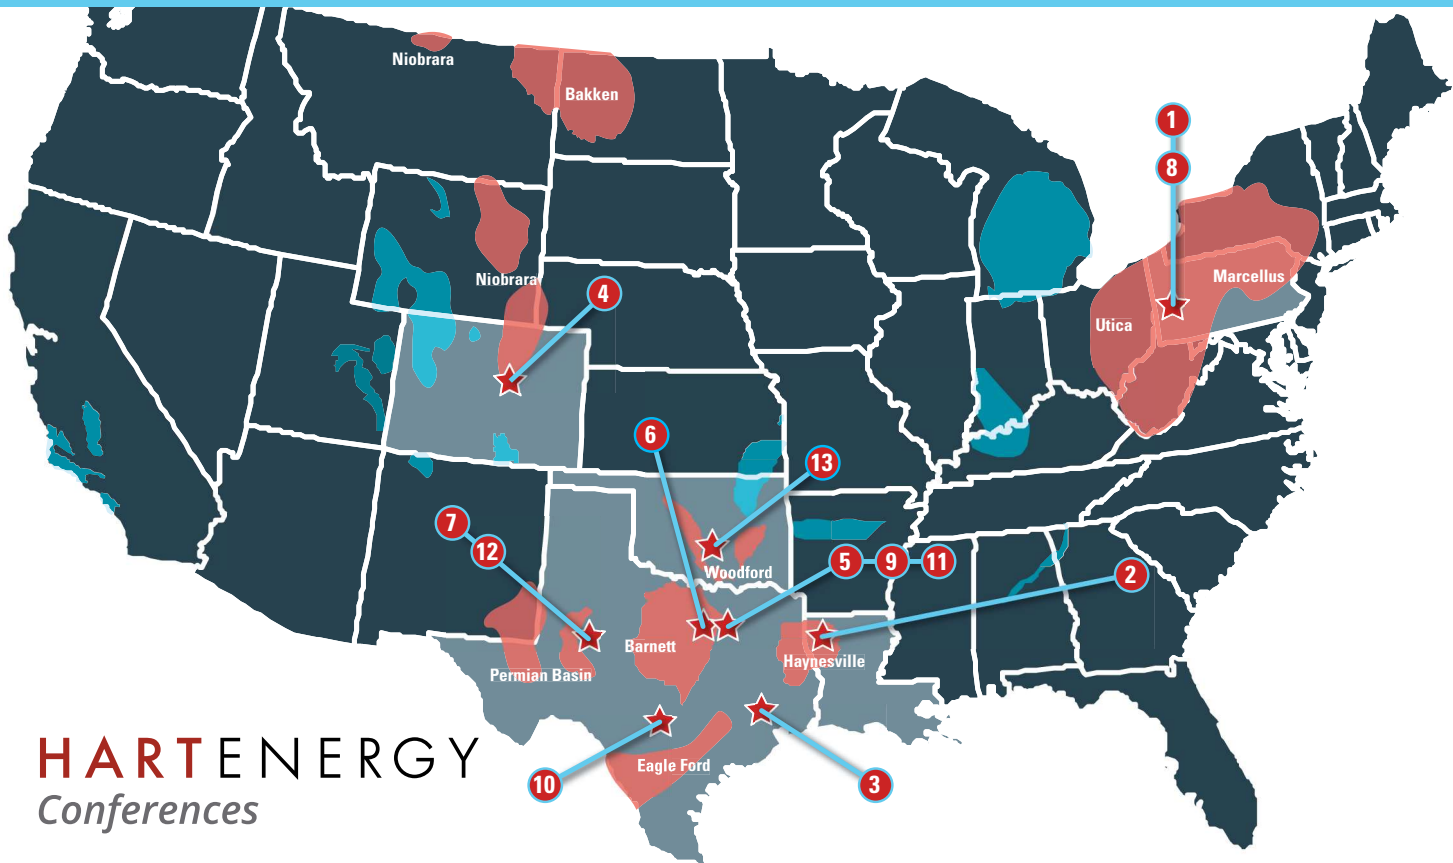 Niobrara
Bakken
1
8
Marcellus
Niobrara
4
Utica
6
13
7
12
5
9
11
Woodford
2
Barnett
Haynesville
Permian Basin
HARTENERGY
Conferences
Eagle Ford
10
3